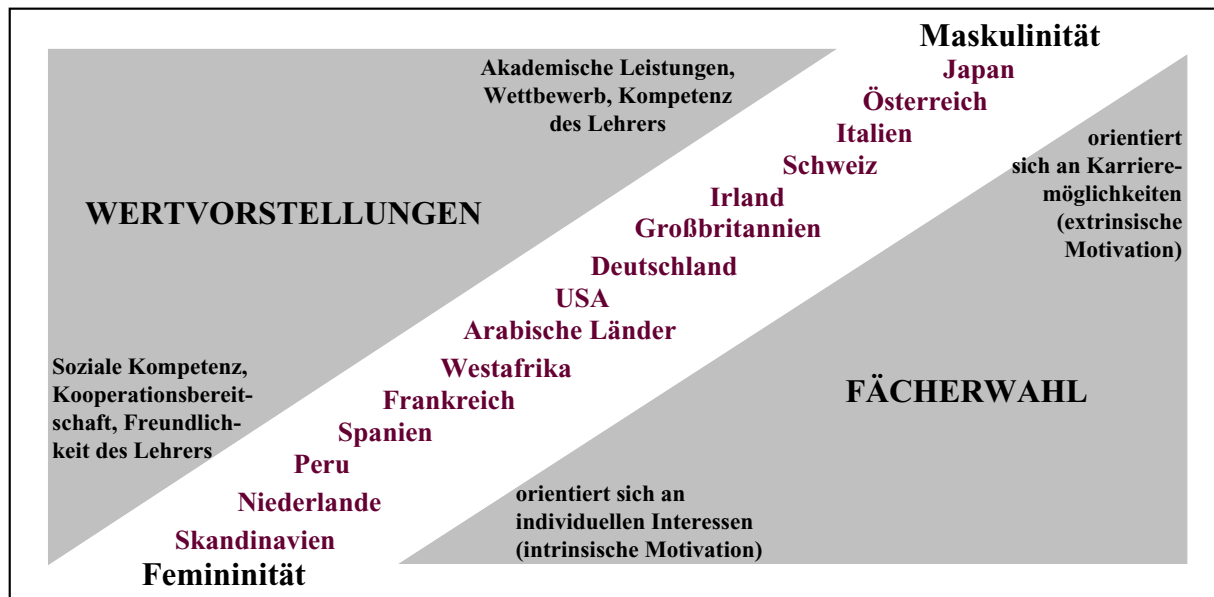 Maskulinität
Japan
Österreich
Italien
Schweiz
Irland
Großbritannien
Deutschland
USA
Arabische Länder
Westafrika
Frankreich
Spanien
Peru
Niederlande
Skandinavien
Femininität
Akademische Leistungen,
Wettbewerb, Kompetenz
des Lehrers
WERTVORSTELLUNGEN
Soziale Kompetenz,
Kooperationsbereit-
schaft, Freundlich-
keit des Lehrers
orientiert
sich an Karriere-
möglichkeiten
(extrinsische
Motivation)
FÄCHERWAHL
orientiert sich an
individuellen Interessen
(intrinsische Motivation)